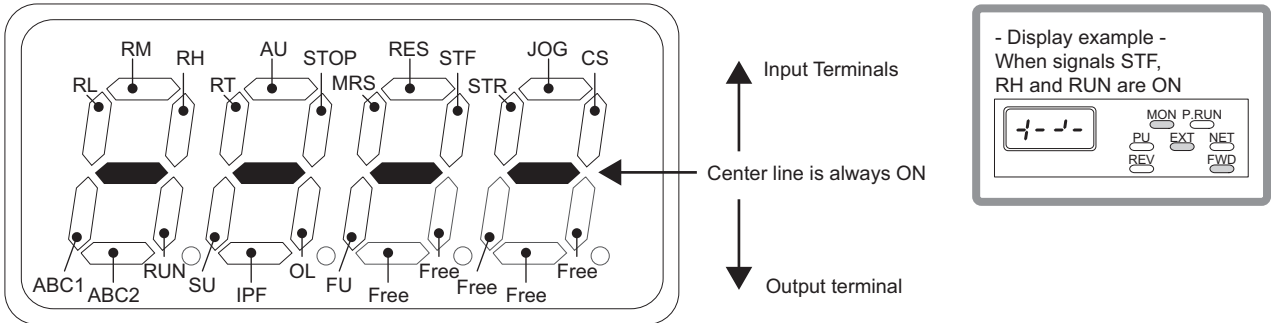 RL
RM
RH
RT
AU
STOP
MRS
RES
STF
STR
JOG
CS
ABC1
ABC2
RUN
SU
IPF
OL
FU
Free
Free
Free
Free
Free
Input Terminals
Center line is always ON
Output terminal
- Display example -
When signals STF,
RH and RUN are ON
MON P.RUN
PU EXT NET
REV FWD